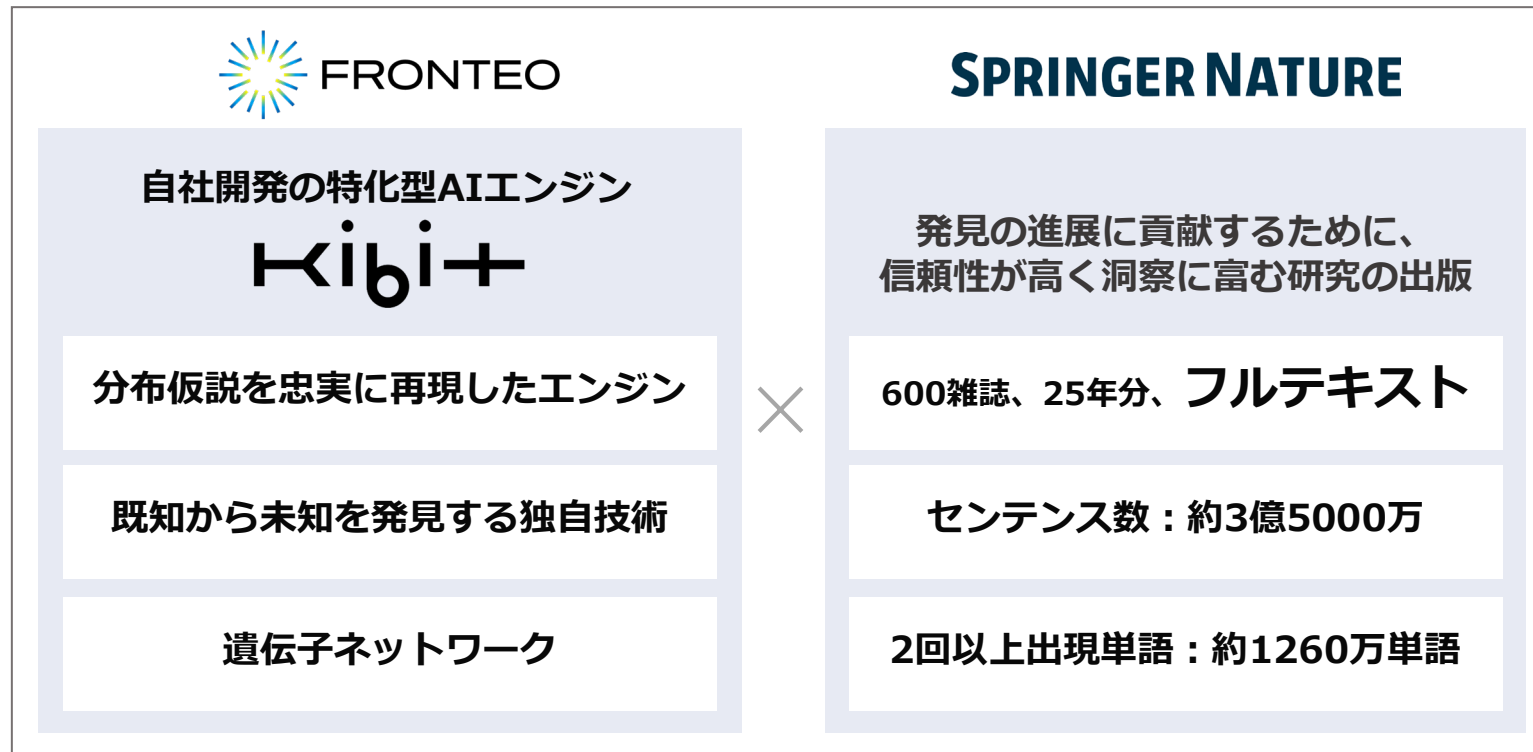 FRONTEO
自社開発の特化型AIエンジン
kibit
分布仮説を忠実に再現したエンジン
既知から未知を発見する独自技術
遺伝子ネットワーク
×
SPRINGER NATURE
発見の進展に貢献するために、
信頼性が高く洞察に富む研究の出版
600雑誌、25年分、フルテキスト
センテンス数：約3億5000万
2回以上出現単語：約1260万単語